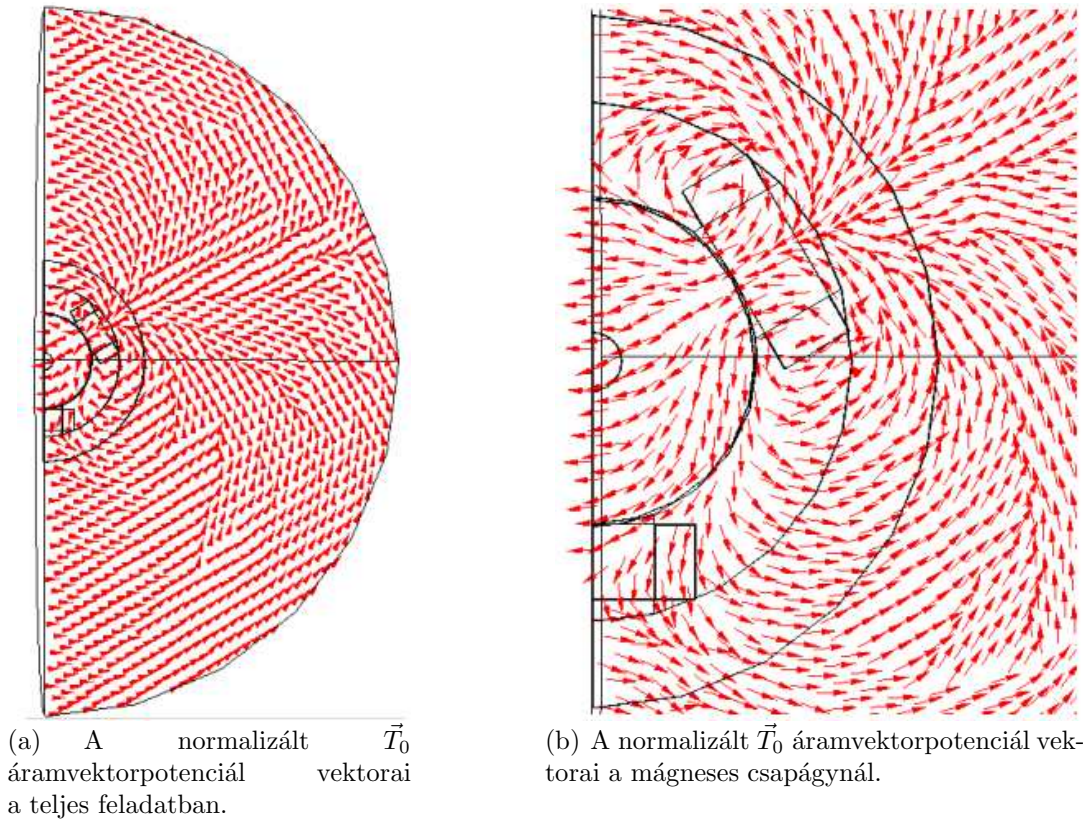 (a) A normalizált $\vec{T}_0$
áramvektorpotenciál vektorai
a teljes feladatban.
(b) A normalizált $\vec{T}_0$ áramvektorpotenciál vek-
torai a mágneses csapágynál.